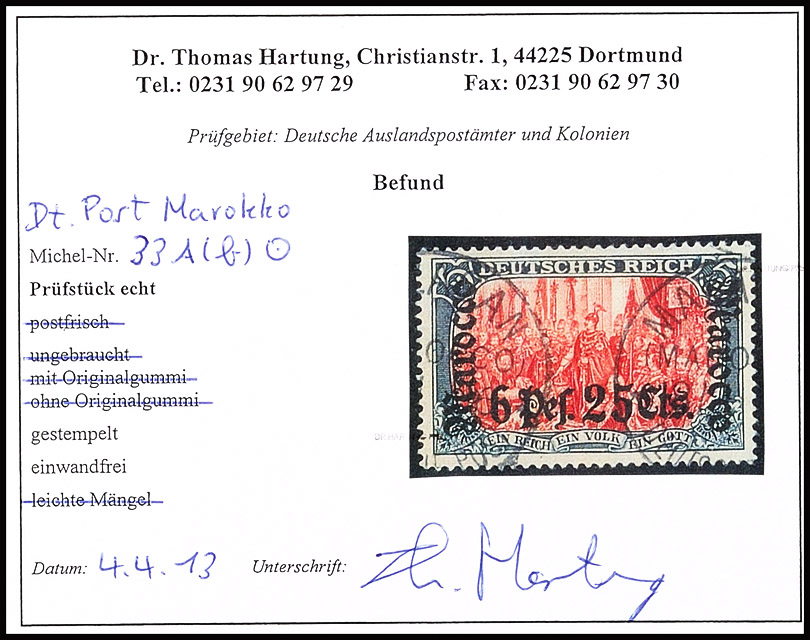 Dr. Thomas Hartung, Christianstr. 1, 44225 Dortmund
Tel.: 0231 90 62 97 29 Fax: 0231 90 62 97 30
Prüfgebiet: Deutsche Auslandspostämter und Kolonien
Befund
Dt. Post Marokko
Michel-Nr. 33 A (b) ⊙
Prüfstück echt
postfrisch
ungebraucht
mit Originalgummi
ohne Originalgummi
gestempelt
einwandfrei
leichte Mängel
Datum: 4.4.13 Unterschrift: Th. Hartung
DEUTSCHES REICH
Marocco
Marocco
6 Pes. 25 Cts.
EIN REICH EIN VOLK EIN GOTT